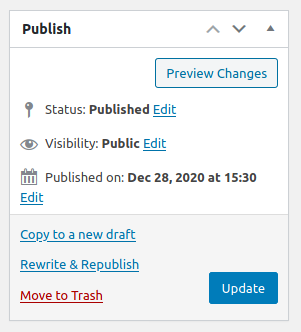 Publish
Preview Changes
Status: Published Edit
Visibility: Public Edit
Published on: Dec 28, 2020 at 15:30
Edit
Copy to a new draft
Rewrite & Republish
Move to Trash
Update